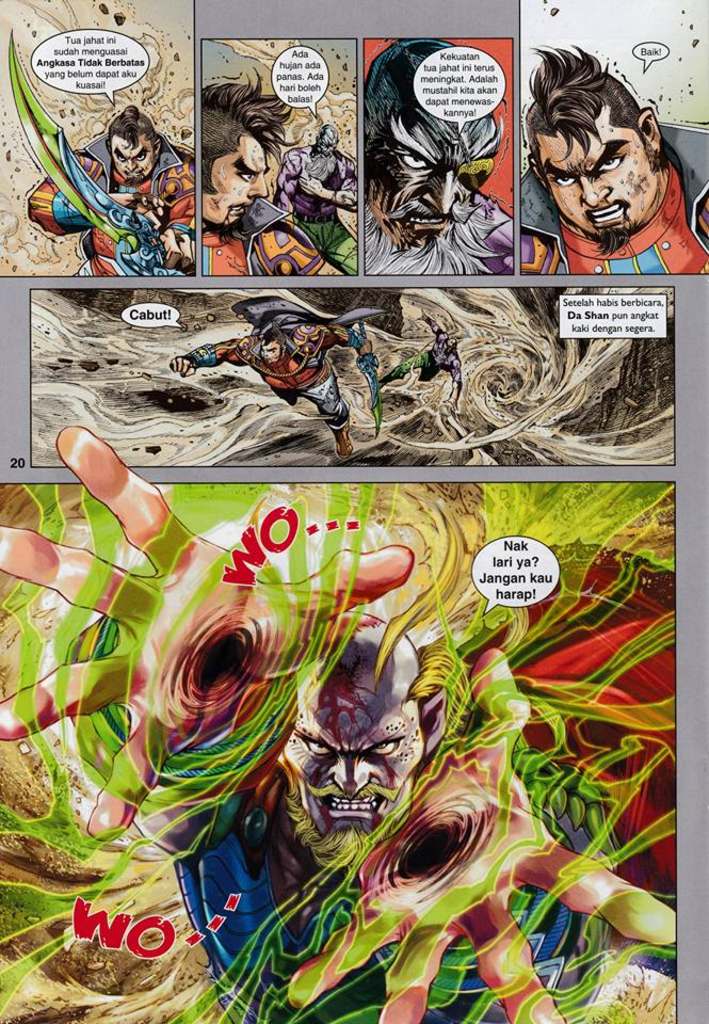 Tua jahat ini
sudah menguasai
Angkasa Tidak Berbatas
yang belum dapat aku
kuasai!
Ada
hujan ada
panas. Ada
hari boleh
balas!
Kekuatan
tua jahat ini terus
meningkat. Adalah
mustahil kita akan
dapat menewas-
kannya!
Baik!
Cabut!
Setelah habis berbicara,
Da Shan pun angkat
kaki dengan segera.
20
WO...
Nak
lari ya?
Jangan kau
harap!
WO...